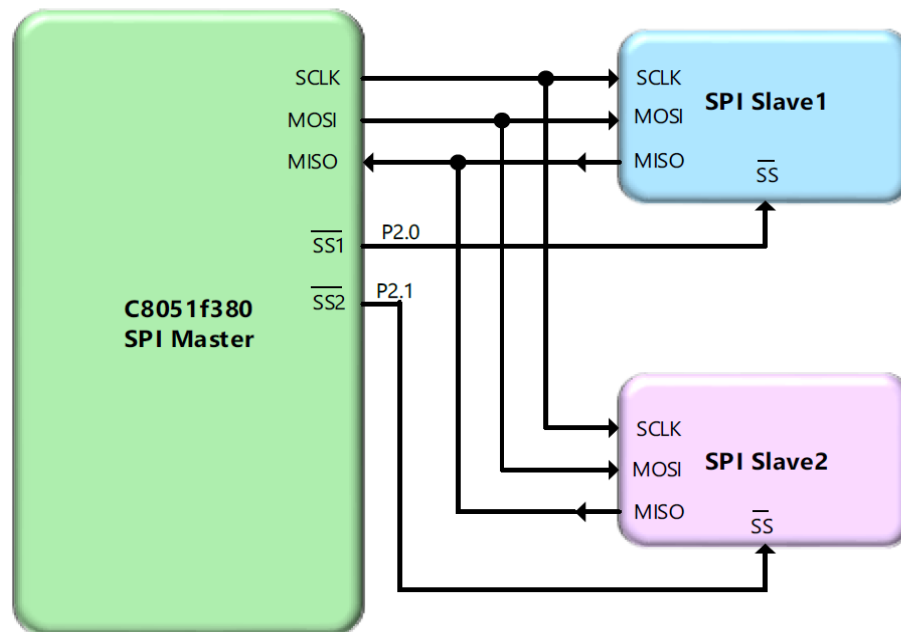 SCLK
MOSI
MISO
SS1
P2.0
SS2
P2.1
C8051f380
SPI Master
SCLK
MOSI
SPI Slave1
MISO
SS
SCLK
MOSI
SPI Slave2
MISO
SS